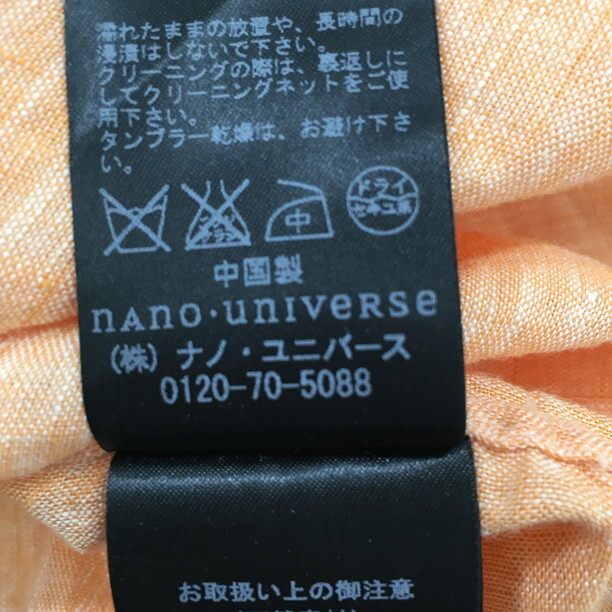 濡れたままの放置や、長時間の
浸漬はしないで下さい。
クリーニングの際は、裏返しに
してクリーニングネットをご使
用下さい。
タンブラー乾燥は、お避け下さ
い。
中
ドライ
セキユ系
中国製
nano・universe
（株）ナノ・ユニバース
0120-70-5088
お取扱い上の御注意